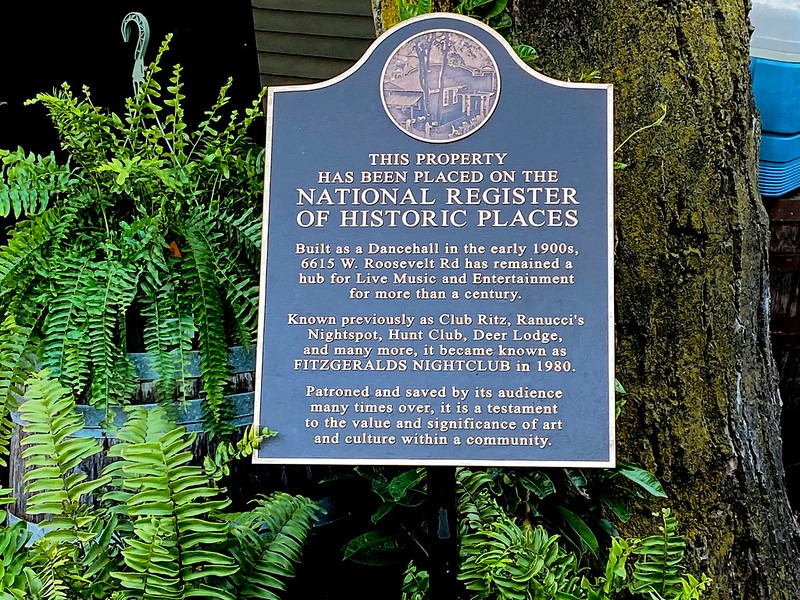 THIS PROPERTY
HAS BEEN PLACED ON THE
NATIONAL REGISTER
OF HISTORIC PLACES
Built as a Dancehall in the early 1900s,
6615 W. Roosevelt Rd has remained a
hub for Live Music and Entertainment
for more than a century.
Known previously as Club Ritz, Ranucci's
Nightspot, Hunt Club, Deer Lodge,
and many more, it became known as
FITZGERALDS NIGHTCLUB in 1980.
Patroned and saved by its audience
many times over, it is a testament
to the value and significance of art
and culture within a community.